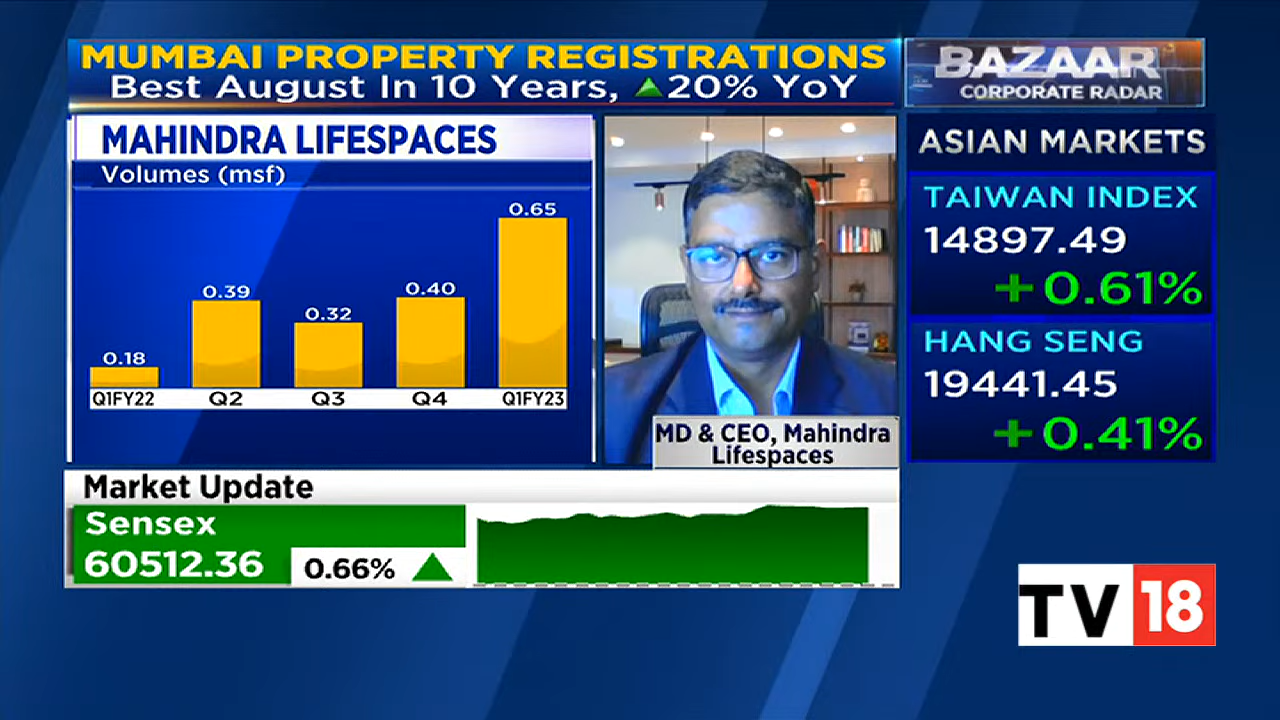 MUMBAI PROPERTY REGISTRATIONS
Best August In 10 Years, ▲20% YoY
BAZAAR
CORPORATE RADAR
MAHINDRA LIFESPACES
Volumes (msf)
0.18
0.39
0.32
0.40
0.65
Q1FY22 Q2 Q3 Q4 Q1FY23
MD & CEO, Mahindra
Lifespaces
ASIAN MARKETS
TAIWAN INDEX
14897.49
+0.61%
HANG SENG
19441.45
+0.41%
Market Update
Sensex
60512.36 0.66% ▲
TV18